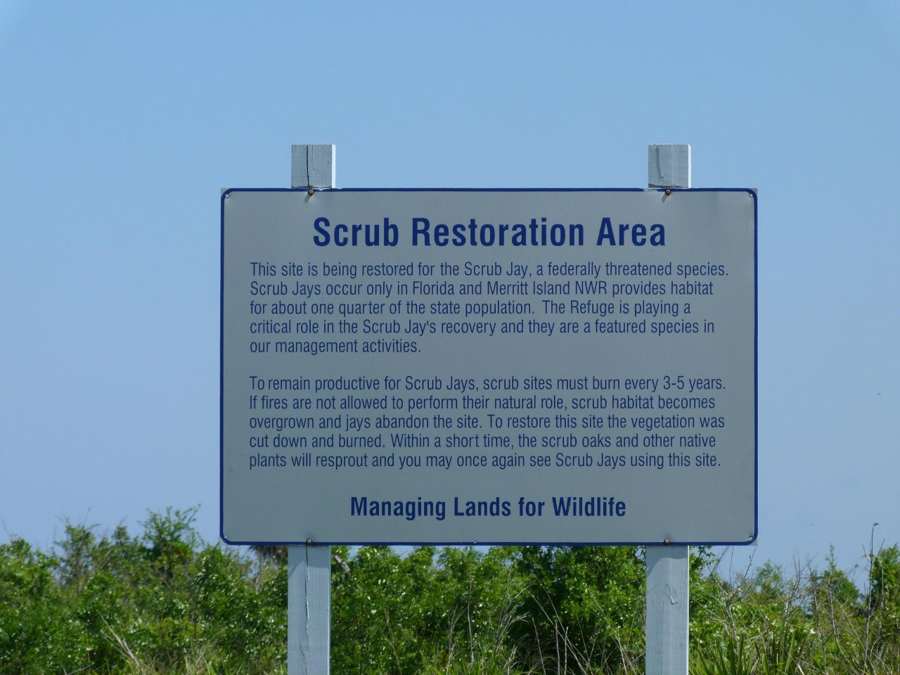 Scrub Restoration Area
This site is being restored for the Scrub Jay, a federally threatened species.
Scrub Jays occur only in Florida and Merritt Island NWR provides habitat
for about one quarter of the state population. The Refuge is playing a
critical role in the Scrub Jay's recovery and they are a featured species in
our management activities.
To remain productive for Scrub Jays, scrub sites must burn every 3-5 years.
If fires are not allowed to perform their natural role, scrub habitat becomes
overgrown and jays abandon the site. To restore this site the vegetation was
cut down and burned. Within a short time, the scrub oaks and other native
plants will resprout and you may once again see Scrub Jays using this site.
Managing Lands for Wildlife